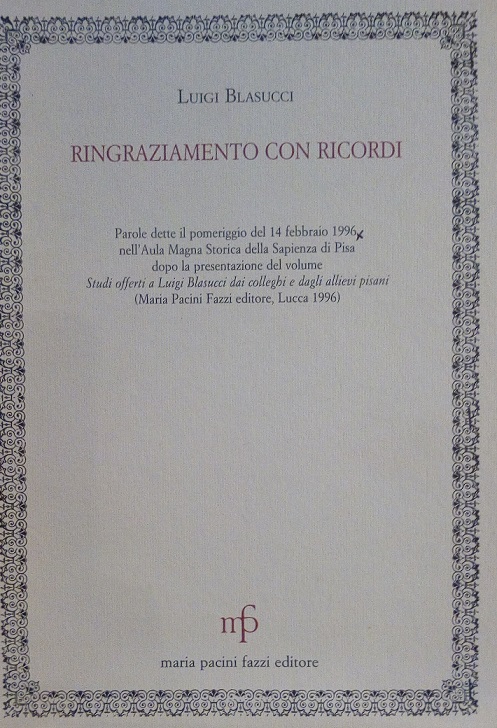 LUIGI BLASUCCI
RINGRAZIAMENTO CON RICORDI
Parole dette il pomeriggio del 14 febbraio 1996
nell'Aula Magna Storica della Sapienza di Pisa
dopo la presentazione del volume
Studi offerti a Luigi Blasucci dai colleghi e dagli allievi pisani
(Maria Pacini Fazzi editore, Lucca 1996)
mpf
maria pacini fazzi editore